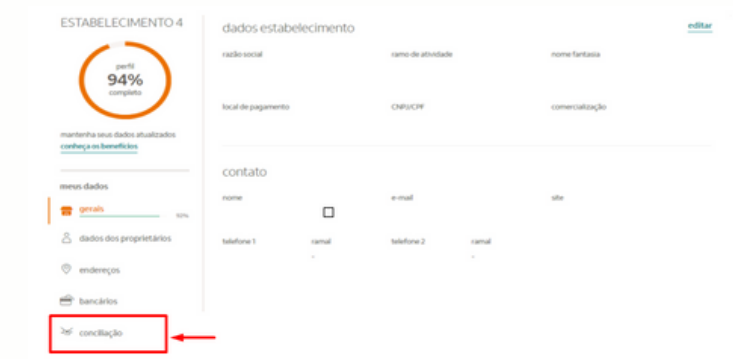 ESTABELECIMENTO 4
perfil
94%
completo
mantenha seus dados atualizados
conheça os benefícios
meus dados
gerais
92%
dados dos proprietários
endereços
bancários
conciliação
dados estabelecimento
editar
razão social
ramo de atividade
nome fantasia
local de pagamento
CNPJ/CPF
comercialização
contato
nome
e-mail
site
telefone 1
ramal
telefone 2
ramal
-
-